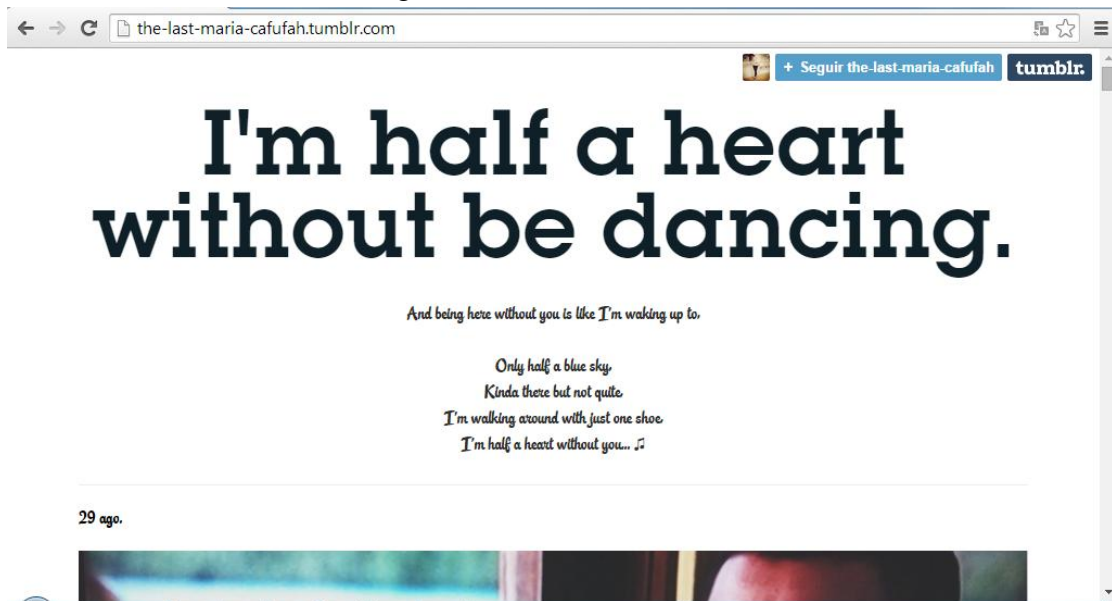 the-last-maria-cafufah.tumblr.com
+ Seguir the-last-maria-cafufah
tumblr.
I'm half a heart
without be dancing.
And being here without you is like I'm waking up to,
Only half a blue sky,
Kinda there but not quite,
I'm walking around with just one shoe,
I'm half a heart without you... ♫
29 ago.